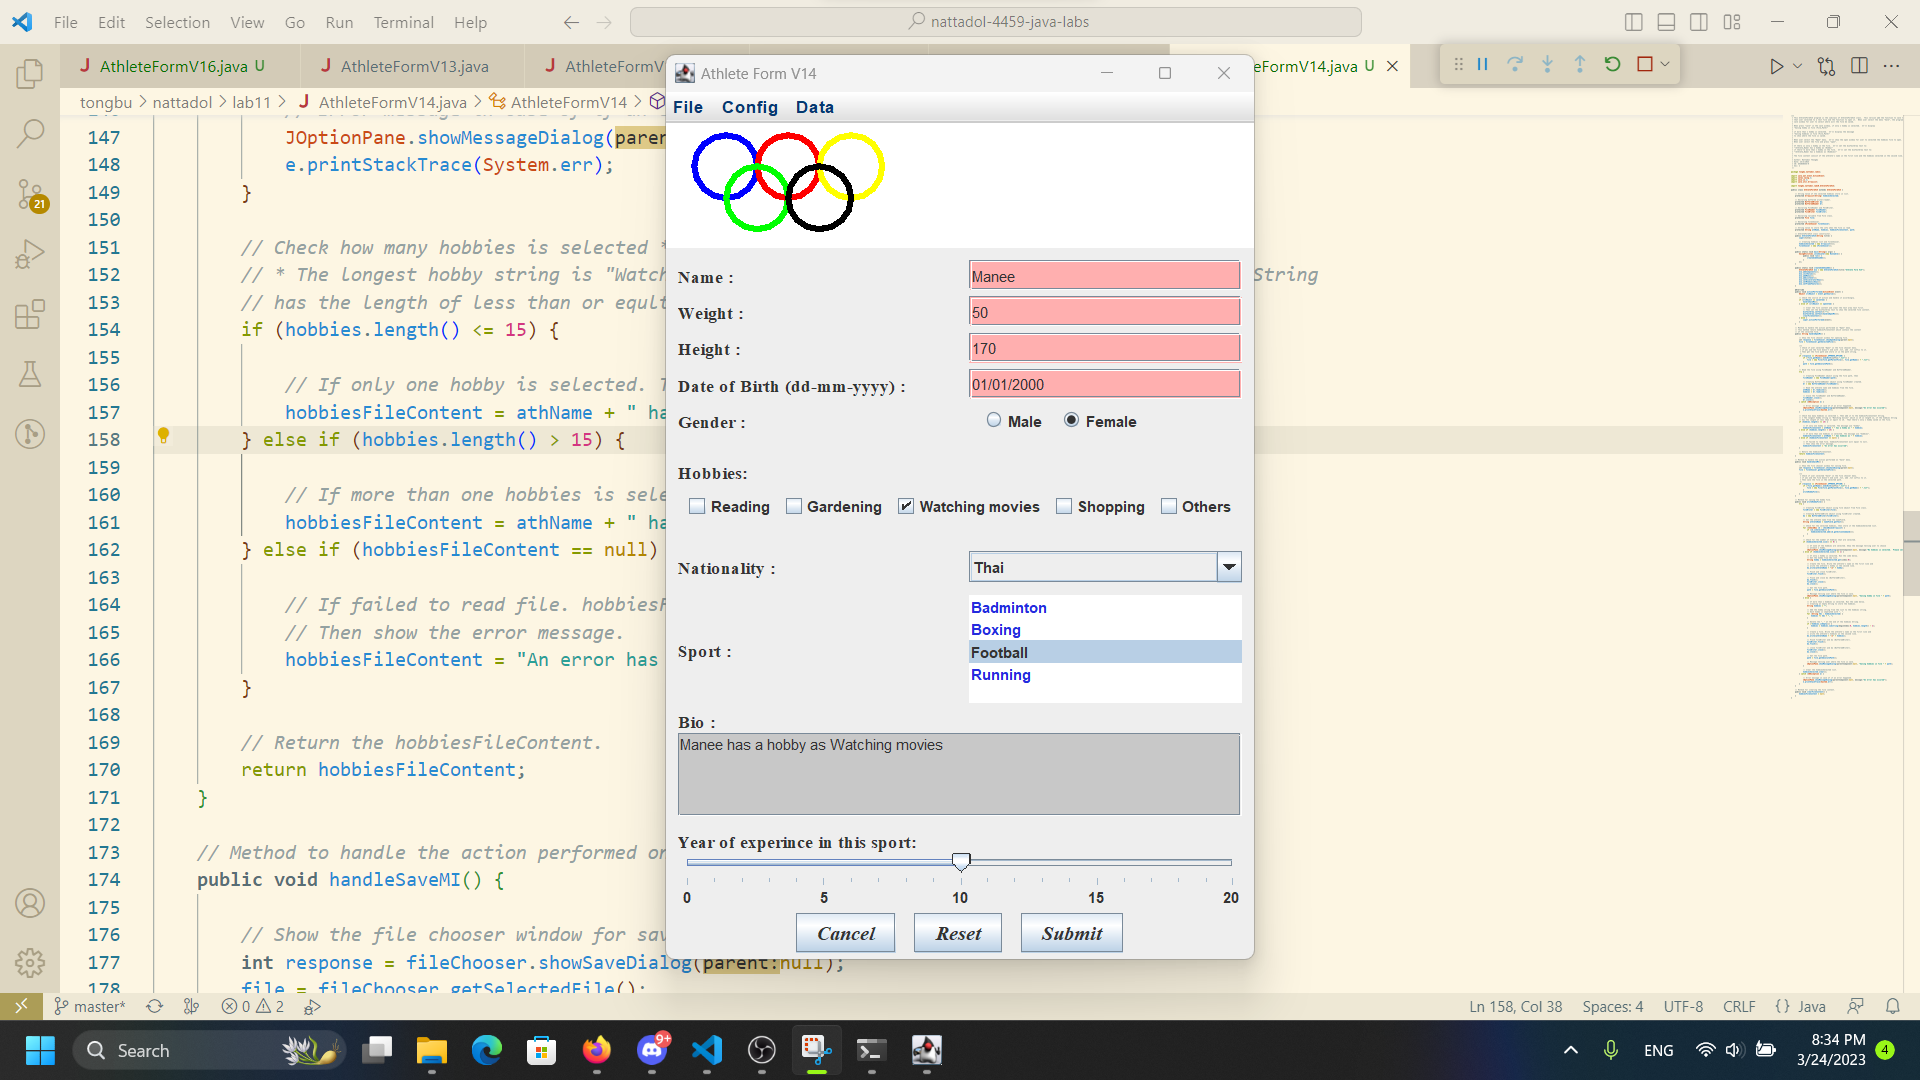 File Edit Selection View Go Run Terminal Help
nattadol-4459-java-labs
AthleteFormV16.java U
AthleteFormV13.java
eFormV14.java U
tongbu > nattadol > lab11 > AthleteFormV14.java > AthleteFormV14 >
147 JOptionPane.showMessageDialog(paren
148 e.printStackTrace(System.err);
149 }
150
151 // Check how many hobbies is selected *
152 // * The longest hobby string is "Watch String
153 // has the length of less than or eqult
154 if (hobbies.length() <= 15) {
155
156 // If only one hobby is selected. T
157 hobbiesFileContent = athName + " ha
158 } else if (hobbies.length() > 15) {
159
160 // If more than one hobbies is sele
161 hobbiesFileContent = athName + " ha
162 } else if (hobbiesFileContent == null)
163
164 // If failed to read file. hobbiesF
165 // Then show the error message.
166 hobbiesFileContent = "An error has
167 }
168
169 // Return the hobbiesFileContent.
170 return hobbiesFileContent;
171 }
172
173 // Method to handle the action performed on
174 public void handleSaveMI() {
175
176 // Show the file chooser window for sav
177 int response = fileChooser.showSaveDialog(parent:null);
178 file = fileChooser.getSelectedFile();
Athlete Form V14
File Config Data
Name : Manee
Weight : 50
Height : 170
Date of Birth (dd-mm-yyyy) : 01/01/2000
Gender : Male Female
Hobbies:
Reading Gardening Watching movies Shopping Others
Nationality : Thai
Badminton
Boxing
Sport : Football
Running
Bio :
Manee has a hobby as Watching movies
Year of experince in this sport:
0 5 10 15 20
Cancel Reset Submit
21
master* 0 2
Ln 158, Col 38 Spaces: 4 UTF-8 CRLF {} Java
Search
9+
ENG
8:34 PM
3/24/2023
4